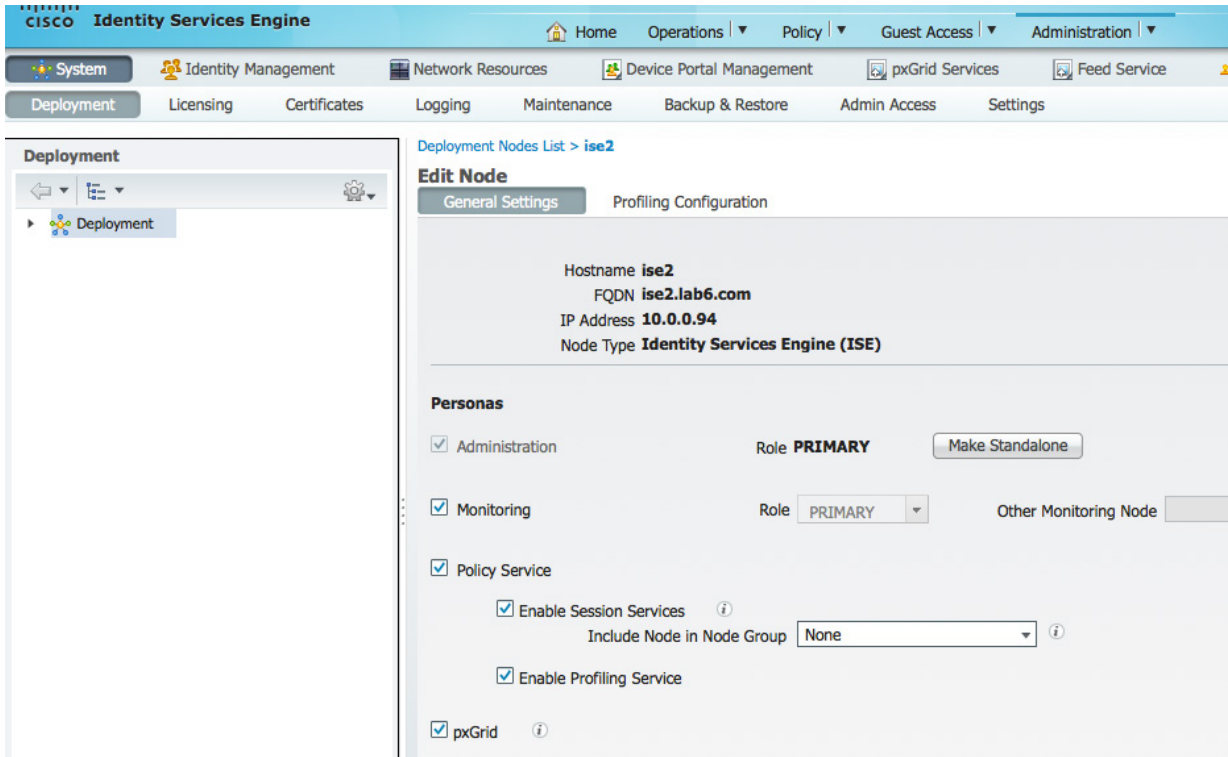 CISCO Identity Services Engine
Home Operations Policy Guest Access Administration
System Identity Management Network Resources Device Portal Management pxGrid Services Feed Service
Deployment Licensing Certificates Logging Maintenance Backup & Restore Admin Access Settings
Deployment
Deployment
Deployment Nodes List > ise2
Edit Node
General Settings Profiling Configuration
Hostname ise2
FQDN ise2.lab6.com
IP Address 10.0.0.94
Node Type Identity Services Engine (ISE)
Personas
Administration Role PRIMARY Make Standalone
Monitoring Role PRIMARY Other Monitoring Node
Policy Service
Enable Session Services
Include Node in Node Group None
Enable Profiling Service
pxGrid